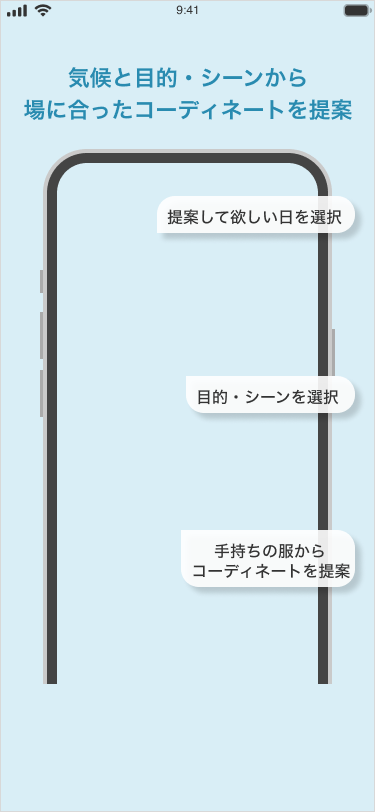 9:41
気候と目的・シーンから
場に合ったコーディネートを提案
提案して欲しい日を選択
目的・シーンを選択
手持ちの服から
コーディネートを提案